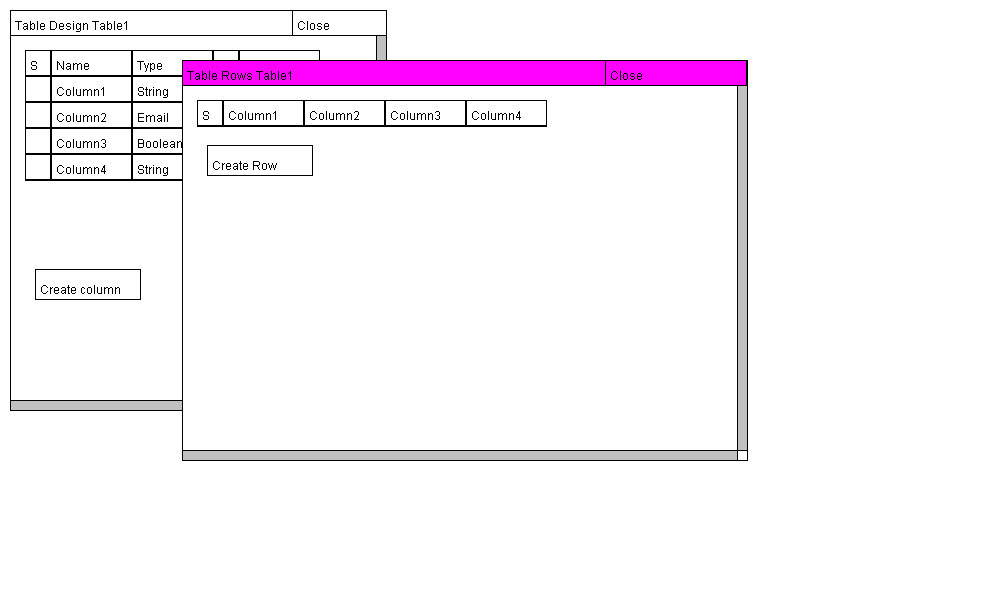 Table Design Table1 Close
S Name Type
Column1 String
Column2 Email
Column3 Boolean
Column4 String
Create column
Table Rows Table1 Close
S Column1 Column2 Column3 Column4
Create Row